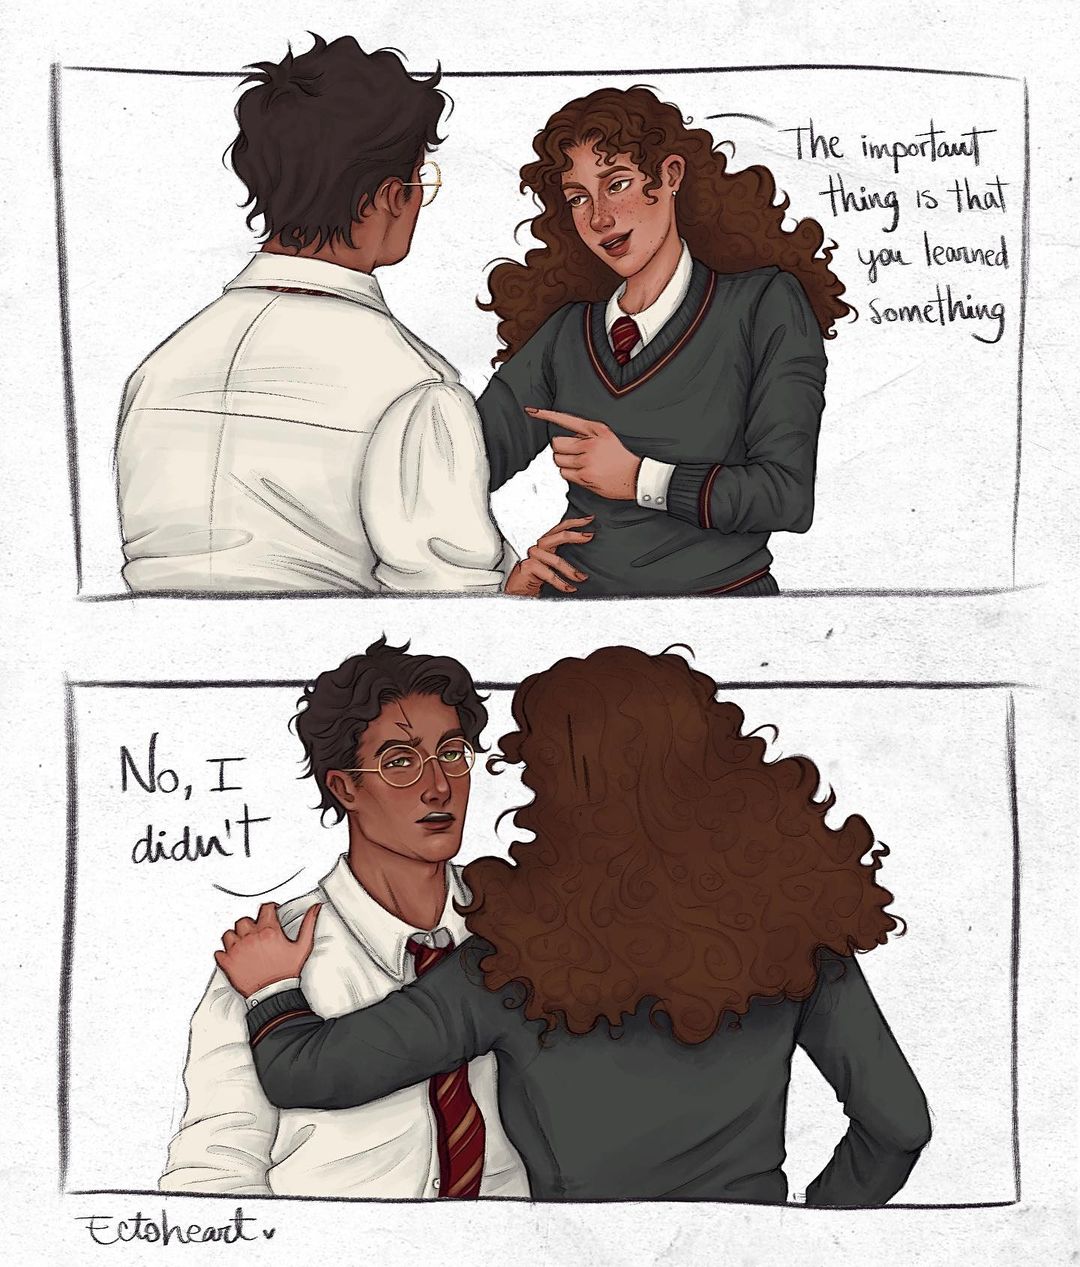 The important
thing is that
you learned
something
No, I
didn't
Ectoheart